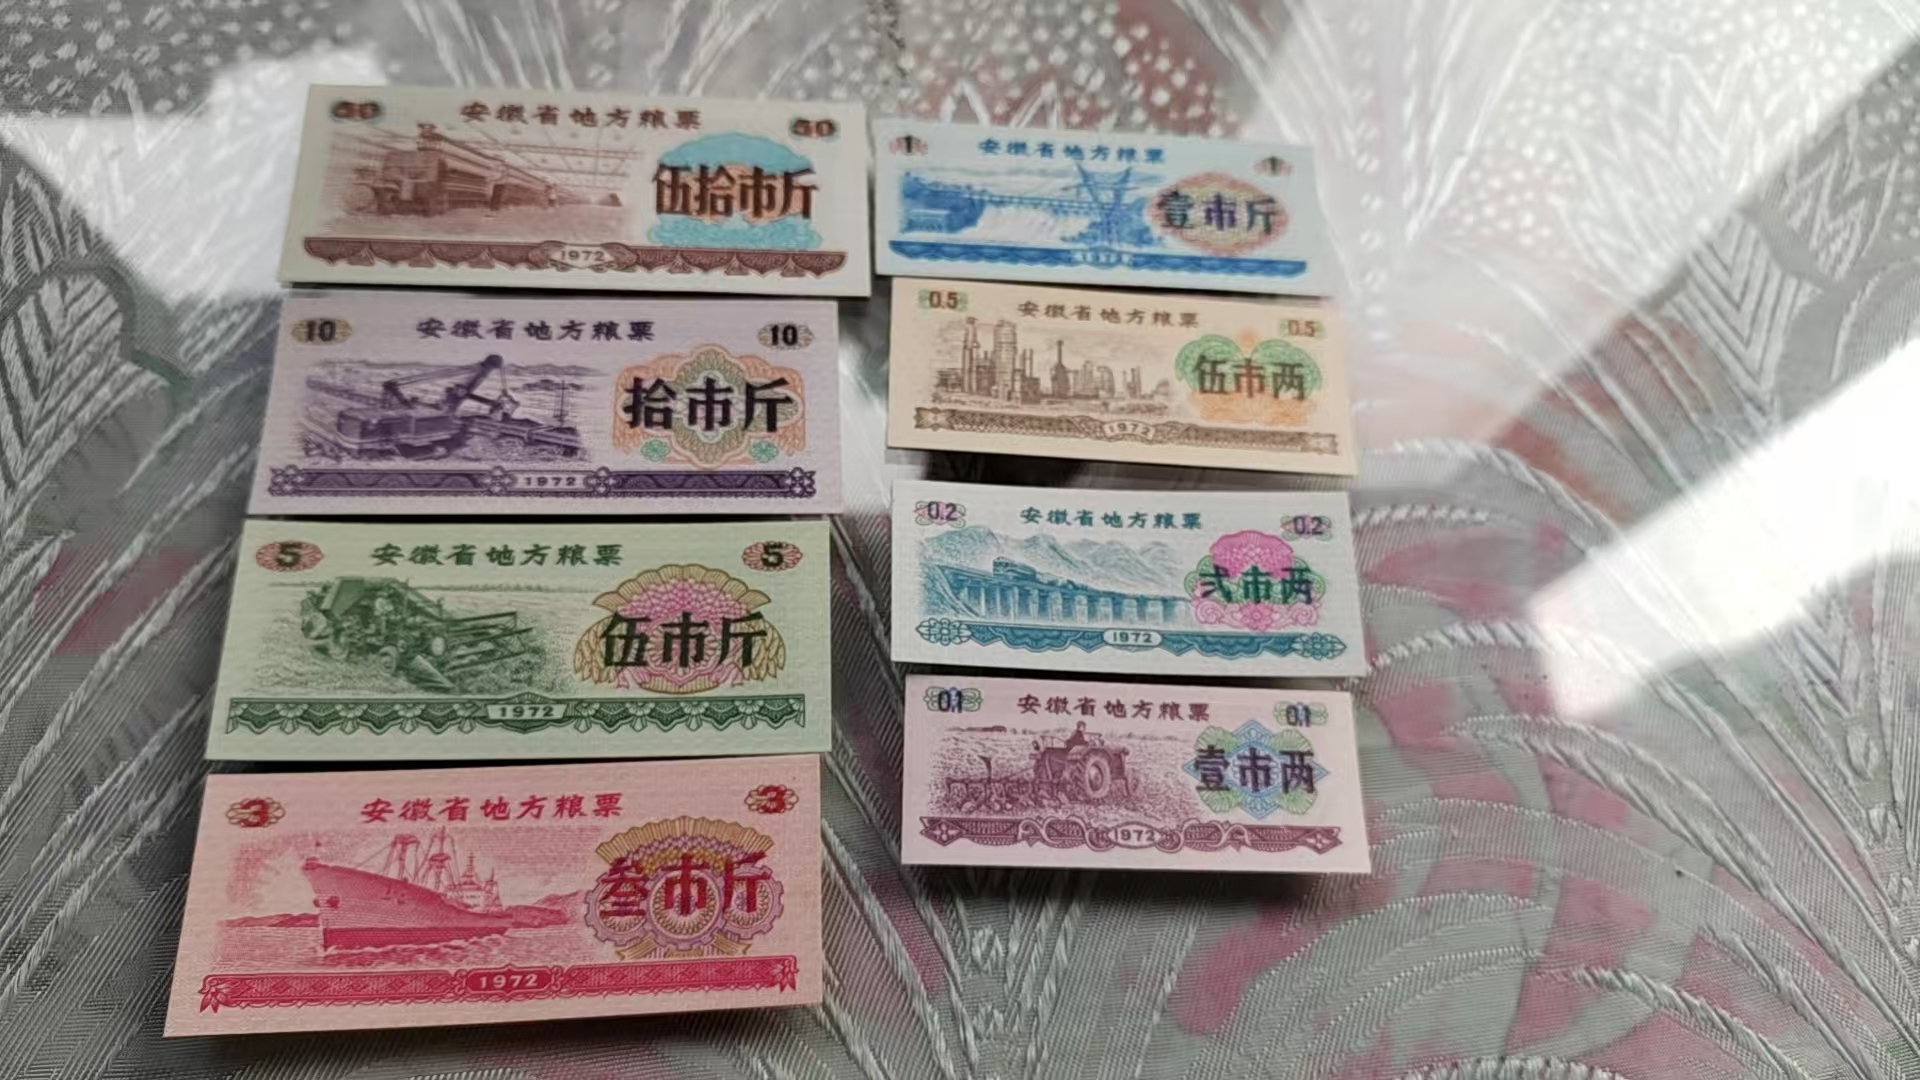 50 安徽省地方粮票 50
伍拾市斤
1972
10 安徽省地方粮票 10
拾市斤
1972
5 安徽省地方粮票 5
伍市斤
1972
3 安徽省地方粮票 3
叁市斤
1972
1 安徽省地方粮票 1
壹市斤
1972
0.5 安徽省地方粮票 0.5
伍市两
1972
0.2 安徽省地方粮票 0.2
弍市两
1972
0.1 安徽省地方粮票 0.1
壹市两
1972